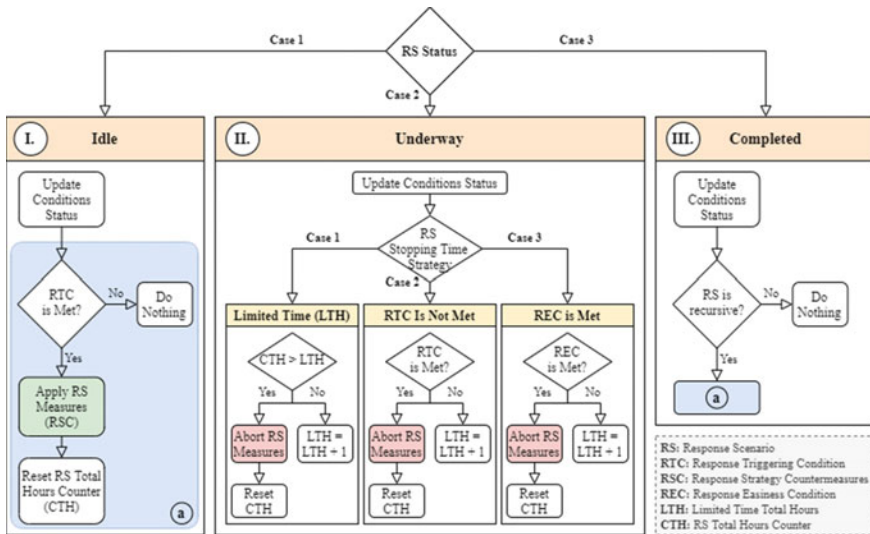 Case 1
RS Status
Case 3
Case 2
I.
Idle
Update
Conditions
Status
RTC
is Met?
No
Do
Nothing
Yes
Apply RS
Measures
(RSC)
Reset RS Total
Hours Counter
(CTH)
a
II.
Underway
Update Conditions Status
Case 1
RS
Stopping Time
Strategy
Case 3
Case 2
Limited Time (LTH)
CTH > LTH
Yes
No
Abort RS
Measures
LTH =
LTH + 1
Reset
CTH
RTC Is Not Met
RTC
is Met?
Yes
No
Abort RS
Measures
LTH =
LTH + 1
Reset
CTH
REC is Met
REC
is Met?
Yes
No
Abort RS
Measures
LTH =
LTH + 1
Reset
CTH
III.
Completed
Update
Conditions
Status
RS is
recursive?
No
Do
Nothing
Yes
a
RS: Response Scenario
RTC: Response Triggering Condition
RSC: Response Strategy Countermeasures
REC: Response Easiness Condition
LTH: Limited Time Total Hours
CTH: RS Total Hours Counter